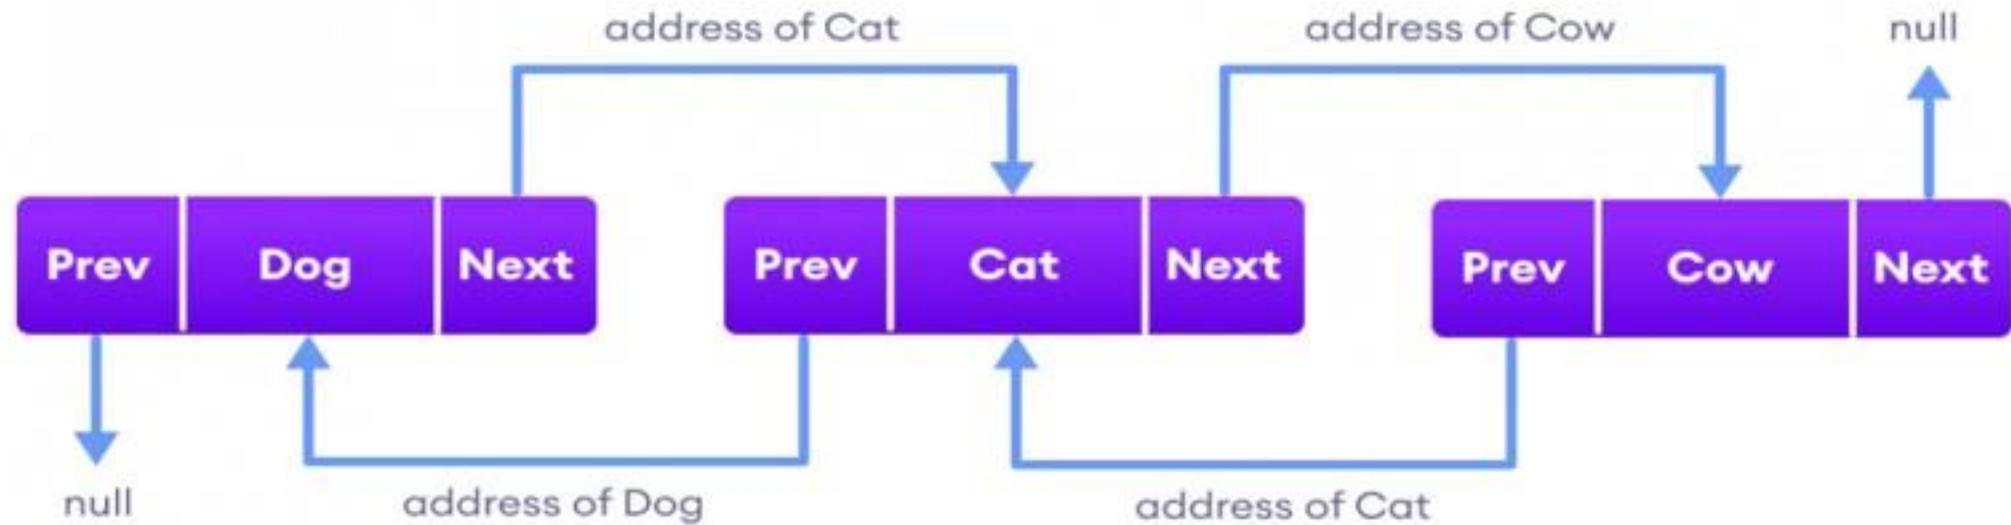 address of Cat
address of Cow
null
Prev
Dog
Next
Prev
Cat
Next
Prev
Cow
Next
null
address of Dog
address of Cat